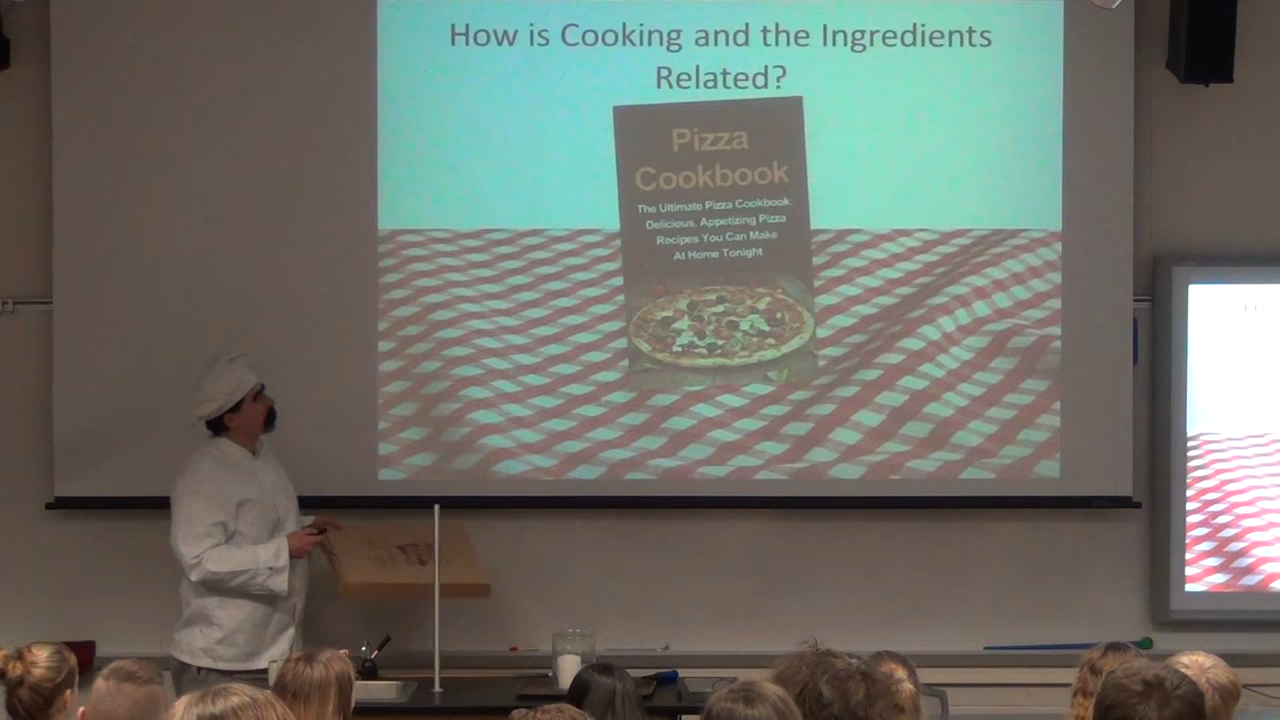 How is Cooking and the Ingredients
Related?
Pizza
Cookbook
The Ultimate Pizza Cookbook:
Delicious, Appetizing Pizza
Recipes You Can Make
At Home Tonight